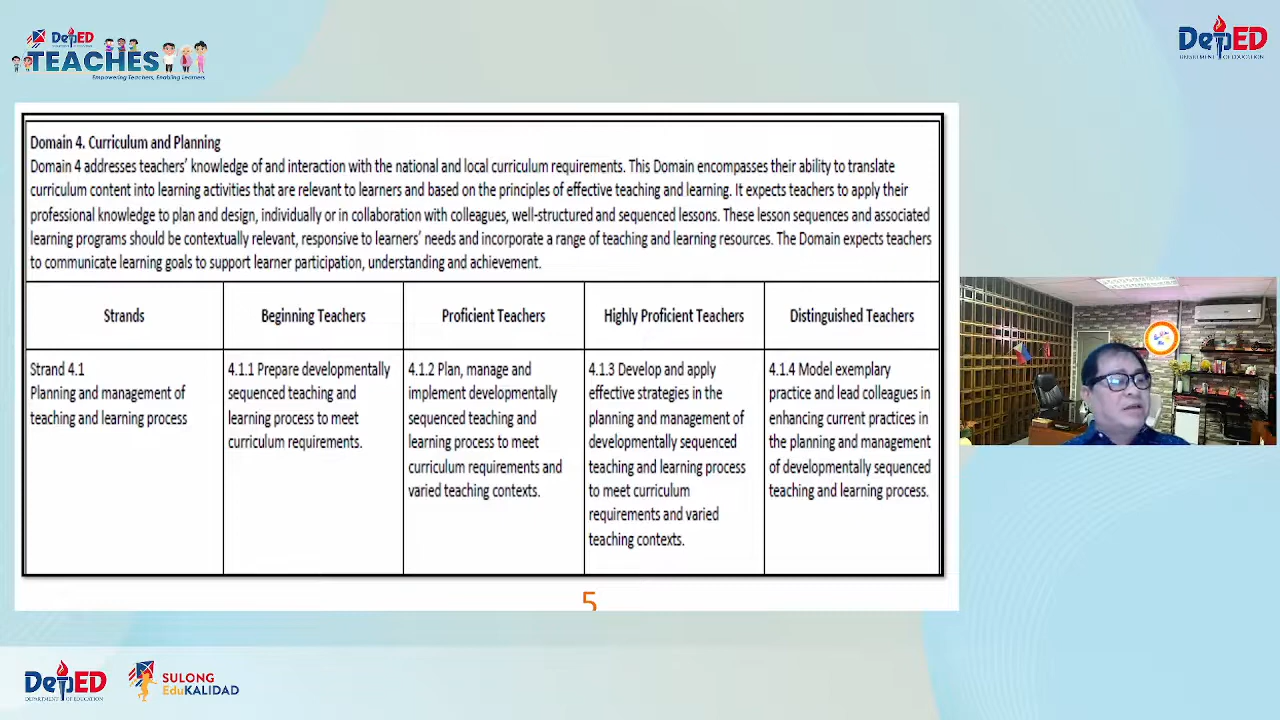 DepED
TEACHES
Empowering Teachers, Enabling Learners
DepED
DEPARTMENT OF EDUCATION
Domain 4. Curriculum and Planning
Domain 4 addresses teachers’ knowledge of and interaction with the national and local curriculum requirements. This Domain encompasses their ability to translate
curriculum content into learning activities that are relevant to learners and based on the principles of effective teaching and learning. It expects teachers to apply their
professional knowledge to plan and design, individually or in collaboration with colleagues, well-structured and sequenced lessons. These lesson sequences and associated
learning programs should be contextually relevant, responsive to learners’ needs and incorporate a range of teaching and learning resources. The Domain expects teachers
to communicate learning goals to support learner participation, understanding and achievement.
Strands
Beginning Teachers
Proficient Teachers
Highly Proficient Teachers
Distinguished Teachers
Strand 4.1
Planning and management of
teaching and learning process
4.1.1 Prepare developmentally
sequenced teaching and
learning process to meet
curriculum requirements.
4.1.2 Plan, manage and
implement developmentally
sequenced teaching and
learning process to meet
curriculum requirements and
varied teaching contexts.
4.1.3 Develop and apply
effective strategies in the
planning and management of
developmentally sequenced
teaching and learning process
to meet curriculum
requirements and varied
teaching contexts.
4.1.4 Model exemplary
practice and lead colleagues in
enhancing current practices in
the planning and management
of developmentally sequenced
teaching and learning process.
5
DepED
DEPARTMENT OF EDUCATION
SULONG
EduKALIDAD